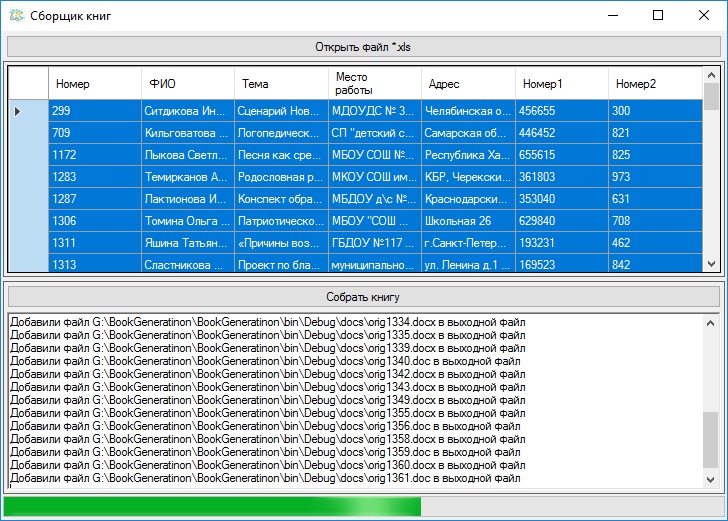 Сборщик книг
Открыть файл *.xls
Номер ФИО Тема Место работы Адрес Номер1 Номер2
299 Ситдикова Ин... Сценарий Нов... МДОУДС № 3... Челябинская о... 456655 300
709 Кильговатова ... Логопедическ... СП "детский с... Самарская об... 446452 821
1172 Лыкова Светл... Песня как сре... МБОУ СОШ №... Республика Ха... 655615 825
1283 Темирканов А... Родословная р... МКОУ СОШ им... КБР, Черекски... 361803 973
1287 Лактионова И... Конспект обра... МБДОУ д\с №... Краснодарски... 353040 631
1306 Томина Ольга ... Патриотическо... МБОУ "СОШ ... Школьная 26 629840 708
1311 Яшина Татьян... «Причины воз... ГБДОУ №117 ... г.Санкт-Петер... 193231 462
1313 Сластникова ... Проект по бла... муниципально... ул. Ленина д.1 ... 169523 842
Собрать книгу
Добавили файл G:\BookGeneratinon\BookGeneratinon\bin\Debug\docs\orig1334.docx в выходной файл
Добавили файл G:\BookGeneratinon\BookGeneratinon\bin\Debug\docs\orig1335.docx в выходной файл
Добавили файл G:\BookGeneratinon\BookGeneratinon\bin\Debug\docs\orig1339.docx в выходной файл
Добавили файл G:\BookGeneratinon\BookGeneratinon\bin\Debug\docs\orig1340.doc в выходной файл
Добавили файл G:\BookGeneratinon\BookGeneratinon\bin\Debug\docs\orig1342.docx в выходной файл
Добавили файл G:\BookGeneratinon\BookGeneratinon\bin\Debug\docs\orig1343.docx в выходной файл
Добавили файл G:\BookGeneratinon\BookGeneratinon\bin\Debug\docs\orig1349.docx в выходной файл
Добавили файл G:\BookGeneratinon\BookGeneratinon\bin\Debug\docs\orig1355.docx в выходной файл
Добавили файл G:\BookGeneratinon\BookGeneratinon\bin\Debug\docs\orig1356.doc в выходной файл
Добавили файл G:\BookGeneratinon\BookGeneratinon\bin\Debug\docs\orig1358.docx в выходной файл
Добавили файл G:\BookGeneratinon\BookGeneratinon\bin\Debug\docs\orig1359.doc в выходной файл
Добавили файл G:\BookGeneratinon\BookGeneratinon\bin\Debug\docs\orig1360.docx в выходной файл
Добавили файл G:\BookGeneratinon\BookGeneratinon\bin\Debug\docs\orig1361.doc в выходной файл